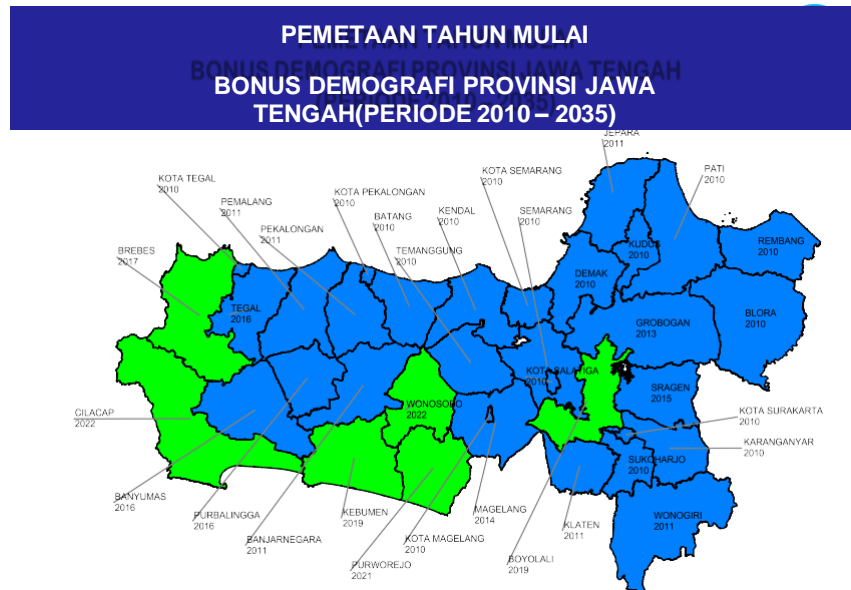 PEMETAAN TAHUN MULAI
BONUS DEMOGRAFI PROVINSI JAWA
TENGAH(PERIODE 2010 – 2035)
JEPARA
2011
KOTA SEMARANG
2010
PATI
2010
KOTA TEGAL
2010
KOTA PEKALONGAN
2010
PEMALANG
2011
KENDAL
2010
SEMARANG
2010
BATANG
2010
PEKALONGAN
2011
TEMANGGUNG
2010
BREBES
2017
KUDUS
2010
REMBANG
2010
DEMAK
2010
TEGAL
2016
BLORA
2010
GROBOGAN
2013
KOTA SALATIGA
2010
SRAGEN
2015
WONOSOBO
2022
CILACAP
2022
KOTA SURAKARTA
2010
KARANGANYAR
2010
SUKOHARJO
2010
BANYUMAS
2016
PURBALINGGA
2016
KEBUMEN
2019
MAGELANG
2014
WONOGIRI
2011
KLATEN
2011
BANJARNEGARA
2011
KOTA MAGELANG
2010
BOYOLALI
2019
PURWOREJO
2021